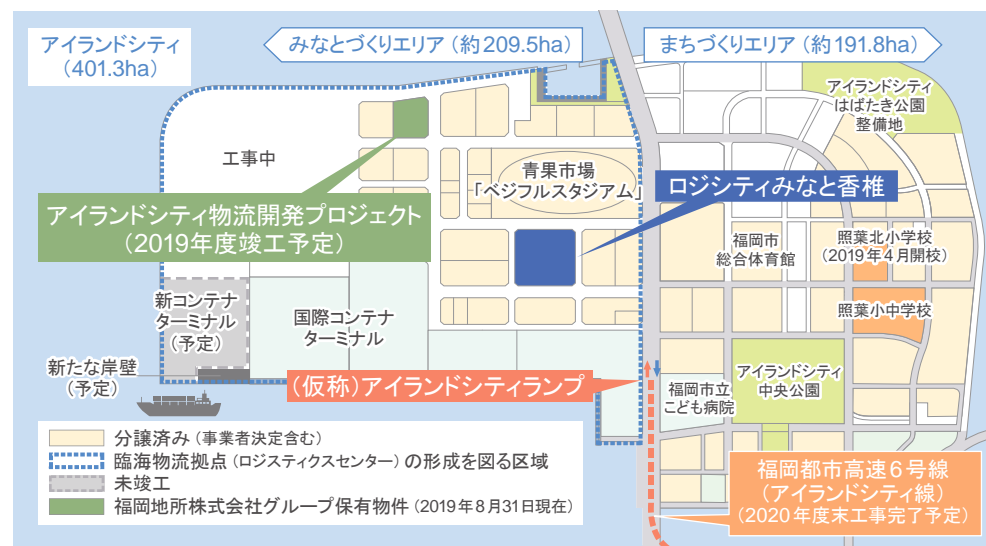 アイランドシティ
(401.3ha)
みなとづくりエリア (約209.5ha)
まちづくりエリア (約191.8ha)
アイランドシティ
はばたき公園
整備地
工事中
青果市場
「ベジフルスタジアム」
ロジシティみなと香椎
アイランドシティ物流開発プロジェクト
(2019年度竣工予定)
福岡市
総合体育館
照葉北小学校
(2019年4月開校)
新コンテナ
ターミナル
(予定)
国際コンテナ
ターミナル
照葉小中学校
新たな岸壁
(予定)
(仮称)アイランドシティランプ
福岡市立
こども病院
アイランドシティ
中央公園
分譲済み (事業者決定含む)
臨海物流拠点 (ロジスティクスセンター) の形成を図る区域
未竣工
福岡地所株式会社グループ保有物件 (2019年8月31日現在)
福岡都市高速6号線
(アイランドシティ線)
(2020年度末工事完了予定)